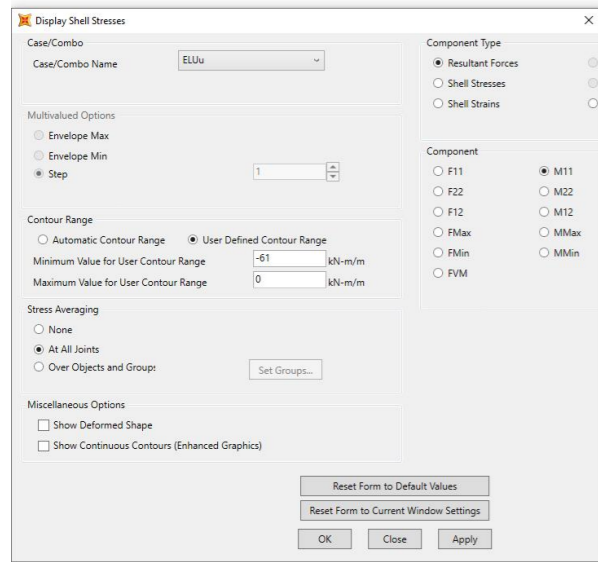 Display Shell Stresses
Case/Combo
Case/Combo Name
ELUu
Multivalued Options
Envelope Max
Envelope Min
Step
1
Contour Range
Automatic Contour Range
User Defined Contour Range
Minimum Value for User Contour Range
-61
kN-m/m
Maximum Value for User Contour Range
0
kN-m/m
Stress Averaging
None
At All Joints
Over Objects and Groups
Set Groups...
Miscellaneous Options
Show Deformed Shape
Show Continuous Contours (Enhanced Graphics)
Component Type
Resultant Forces
Shell Stresses
Shell Strains
Component
F11
M11
F22
M22
F12
M12
FMax
MMax
FMin
MMin
FVM
Reset Form to Default Values
Reset Form to Current Window Settings
OK
Close
Apply